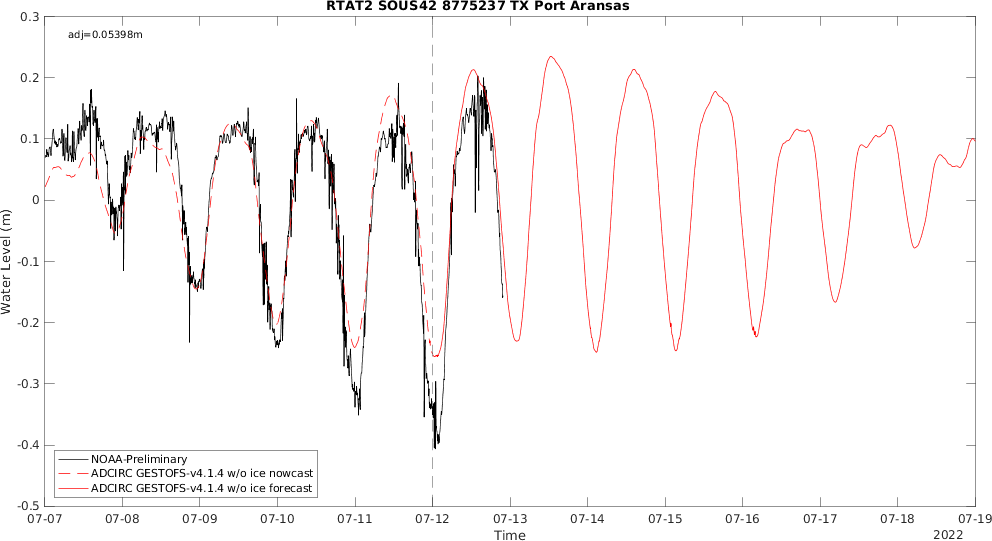 RTAT2 SOUS42 8775237 TX Port Aransas
adj=0.05398m
0.3
0.2
0.1
0
-0.1
-0.2
-0.3
-0.4
-0.5
Water Level (m)
NOAA-Preliminary
ADCIRC GESTOFS-v4.1.4 w/o ice nowcast
ADCIRC GESTOFS-v4.1.4 w/o ice forecast
07-07 07-08 07-09 07-10 07-11 07-12 07-13 07-14 07-15 07-16 07-17 07-18 07-19
Time
2022